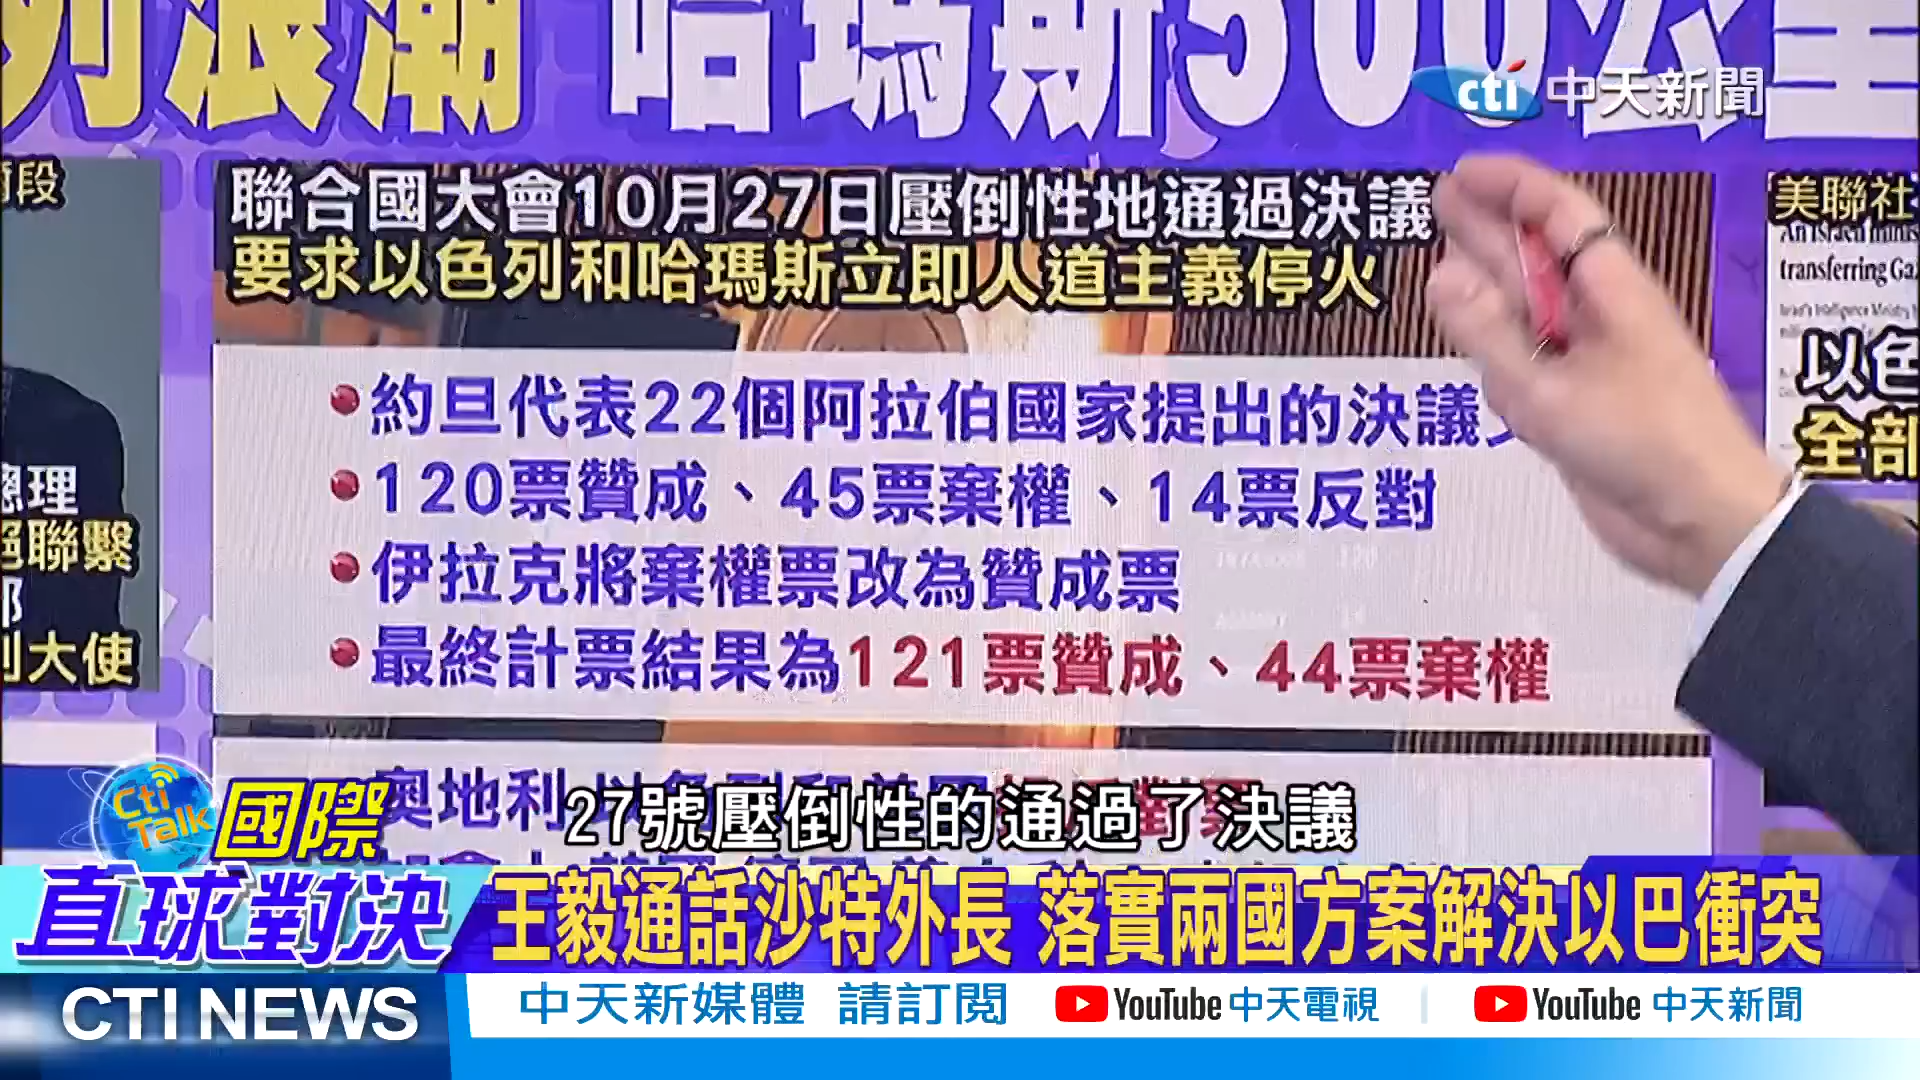 列浪潮 哈瑪斯500公里
cti 中天新聞
爾段
聯合國大會10月27日壓倒性地通過決議
要求以色列和哈瑪斯立即人道主義停火
美聯社
transferring Gaz
以色
全部
約旦代表22個阿拉伯國家提出的決議
120票贊成、45票棄權、14票反對
伊拉克將棄權票改為贊成票
最終計票結果為121票贊成、44票棄權
總理
絕聯繫
部
列大使
奧地利
27號壓倒性的通過了決議
Cti Talk 國際
直球對決
王毅通話沙特外長 落實兩國方案解決以巴衝突
CTI NEWS
中天新媒體 請訂閱 YouTube 中天電視 | YouTube 中天新聞